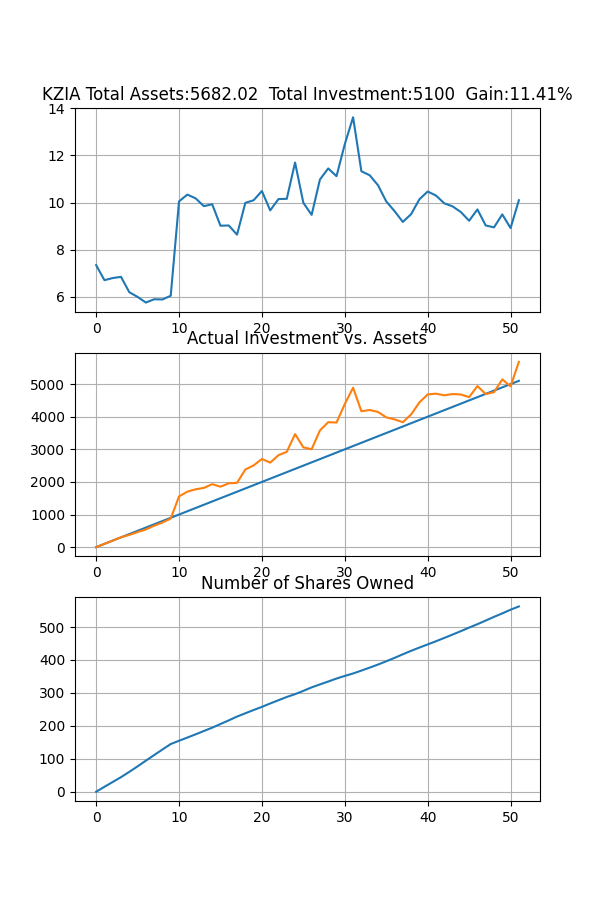 KZIA Total Assets:5682.02  Total Investment:5100  Gain:11.41%
14
12
10
8
6
0 10 20 30 40 50
Actual Investment vs. Assets
5000
4000
3000
2000
1000
0
0 10 20 30 40 50
Number of Shares Owned
500
400
300
200
100
0
0 10 20 30 40 50